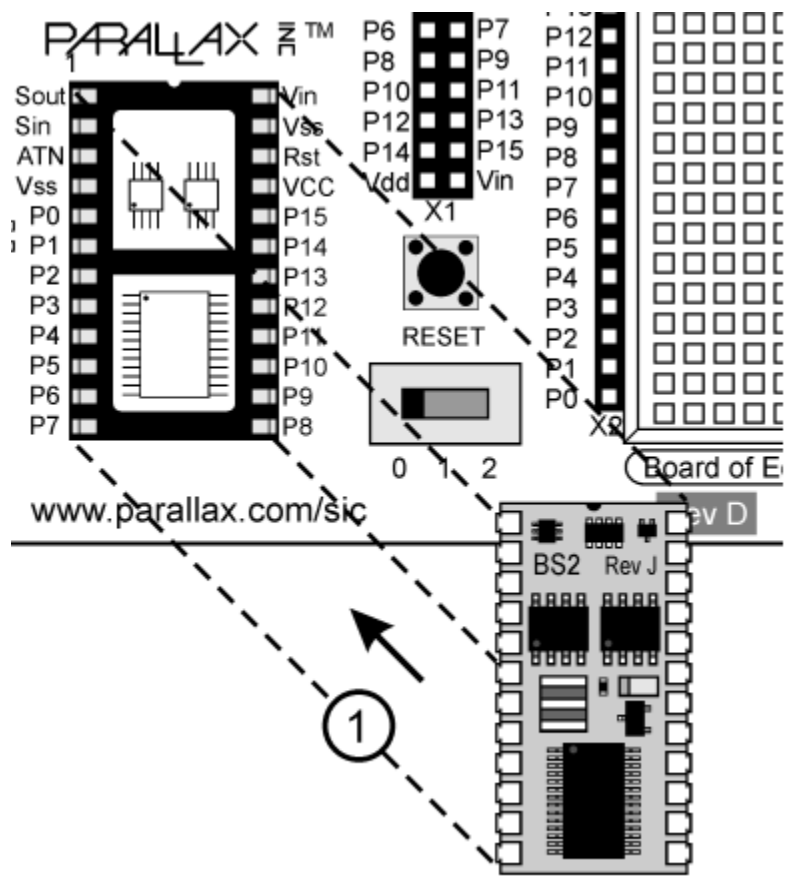 PARALLAX INC ™
1
Sout
Sin
ATN
Vss
P0
P1
P2
P3
P4
P5
P6
P7
Vin
Vss
Rst
VCC
P15
P14
P13
P12
P11
P10
P9
P8
P6 P7
P8 P9
P10 P11
P12 P13
P14 P15
Vdd Vin
X1
RESET
0 1 2
P12
P11
P10
P9
P8
P7
P6
P5
P4
P3
P2
P1
P0
X2
Board of
www.parallax.com/sic
Rev D
BS2 Rev J
1